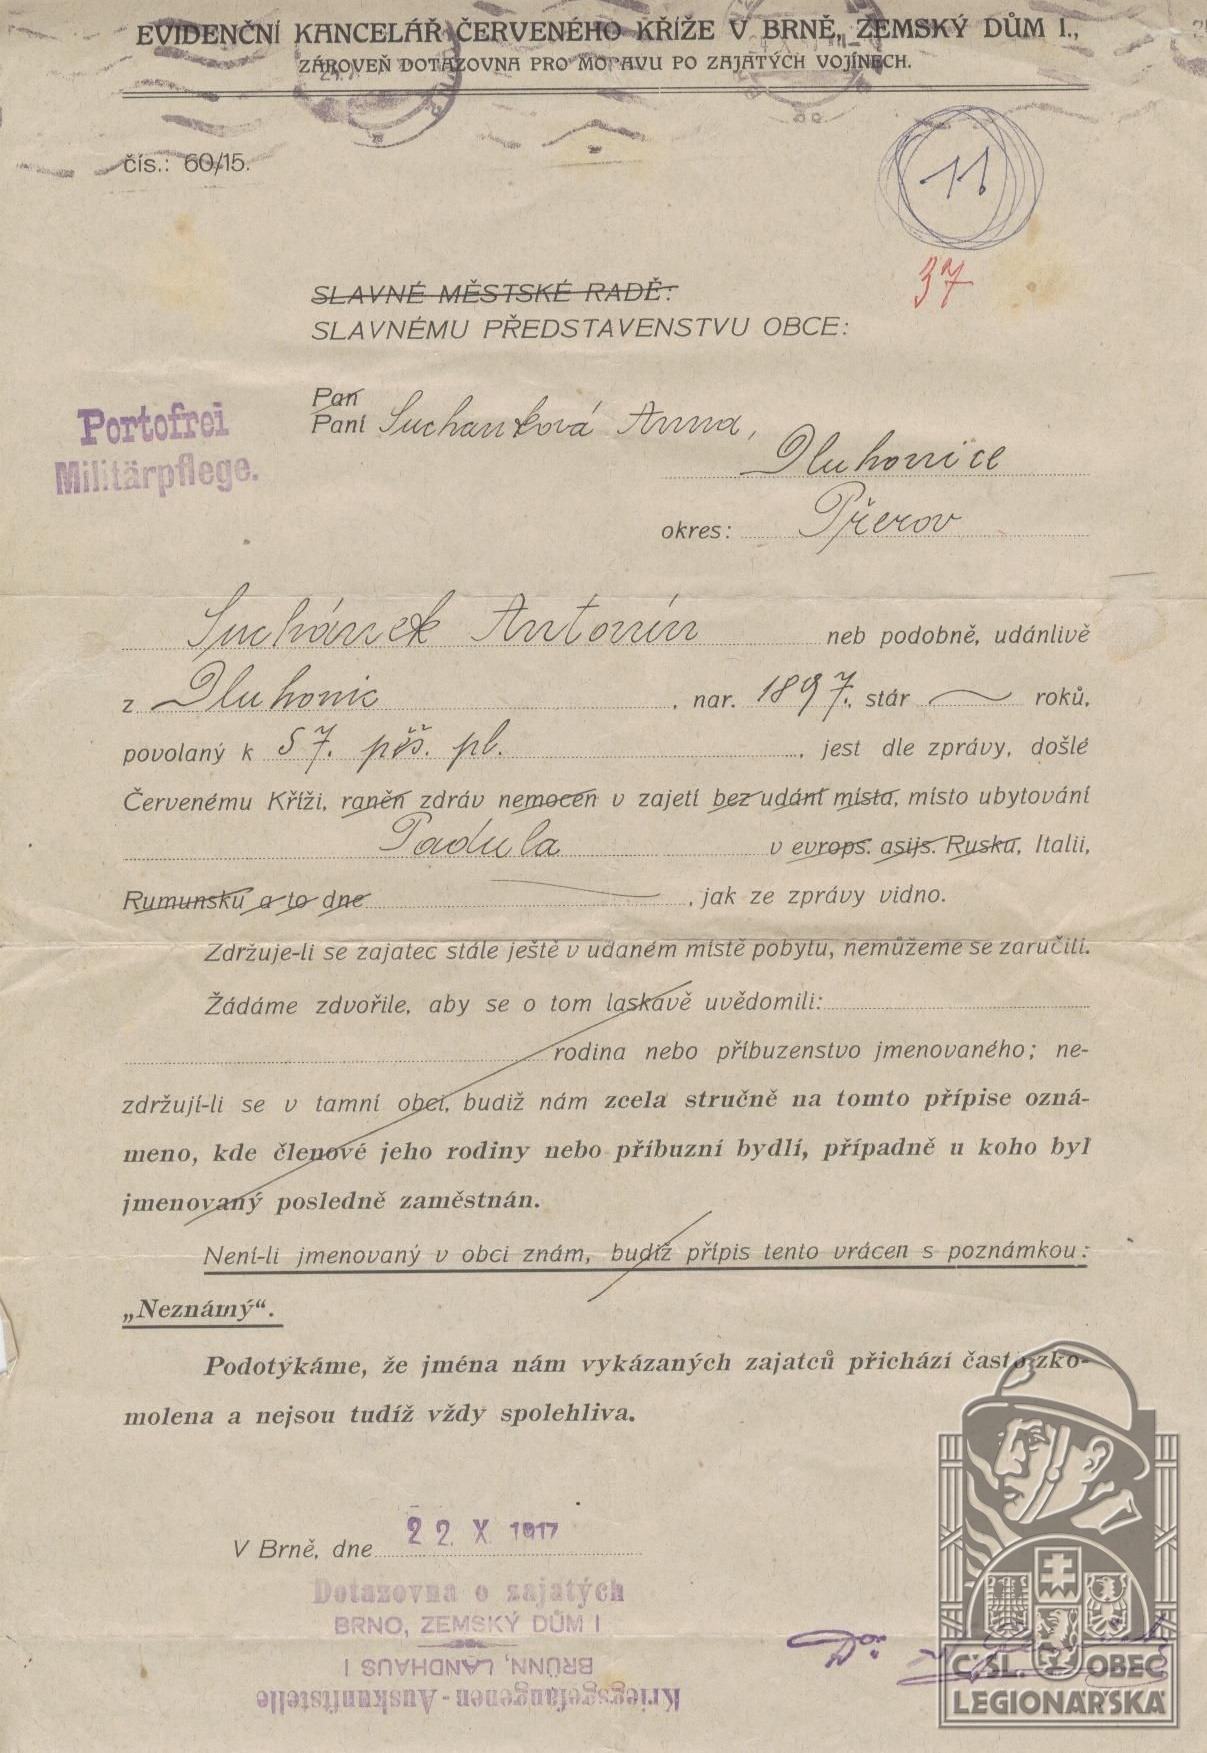 EVIDENČNÍ KANCELÁŘ ČERVENÉHO KŘÍŽE V BRNĚ, ZEMSKÝ DŮM I.,
ZÁROVEŇ DOTAZOVNA PRO MORAVU PO ZAJATÝCH VOJÍNECH.
čís.: 60/15.
11
37
SLAVNÉ MĚSTSKÉ RADĚ:
SLAVNÉMU PŘEDSTAVENSTVU OBCE:
Pan
Paní Suchanková Anna,
Dluhonice
Portofrei
Militärpflege.
okres: Přerov
Suchánek Antonín neb podobně, udánlivě
z Dluhonic, nar. 1897., stár roků,
povolaný k 57. pěš. pl., jest dle zprávy, došlé
Červenému Kříži, raněn zdráv nemocen v zajetí bez udání místa, místo ubytování
Padula v evrops. asijs. Rusku, Italii,
Rumunsku a to dne , jak ze zprávy vidno.
Zdržuje-li se zajatec stále ještě v udaném místě pobytu, nemůžeme se zaručili.
Žádáme zdvořile, aby se o tom laskavě uvědomili:
rodina nebo příbuzenstvo jmenovaného; ne-
zdržují-li se v tamní obci, budiž nám zcela stručně na tomto přípise ozná-
meno, kde členové jeho rodiny nebo příbuzní bydlí, případně u koho byl
jmenovaný posledně zaměstnán.
Není-li jmenovaný v obci znám, budiž přípis tento vrácen s poznámkou:
„Neznámý“.
Podotýkáme, že jména nám vykázaných zajatců přichází často zko-
molena a nejsou tudíž vždy spolehliva.
V Brně, dne 22. X. 1917
Dotazovna o zajatých
BRNO, ZEMSKÝ DŮM I
BRÜNN, LANDHAUS I
Kriegsgefangenen-Auskunftstelle
Dr.
ČSL. OBEC
LEGIONÁŘSKÁ